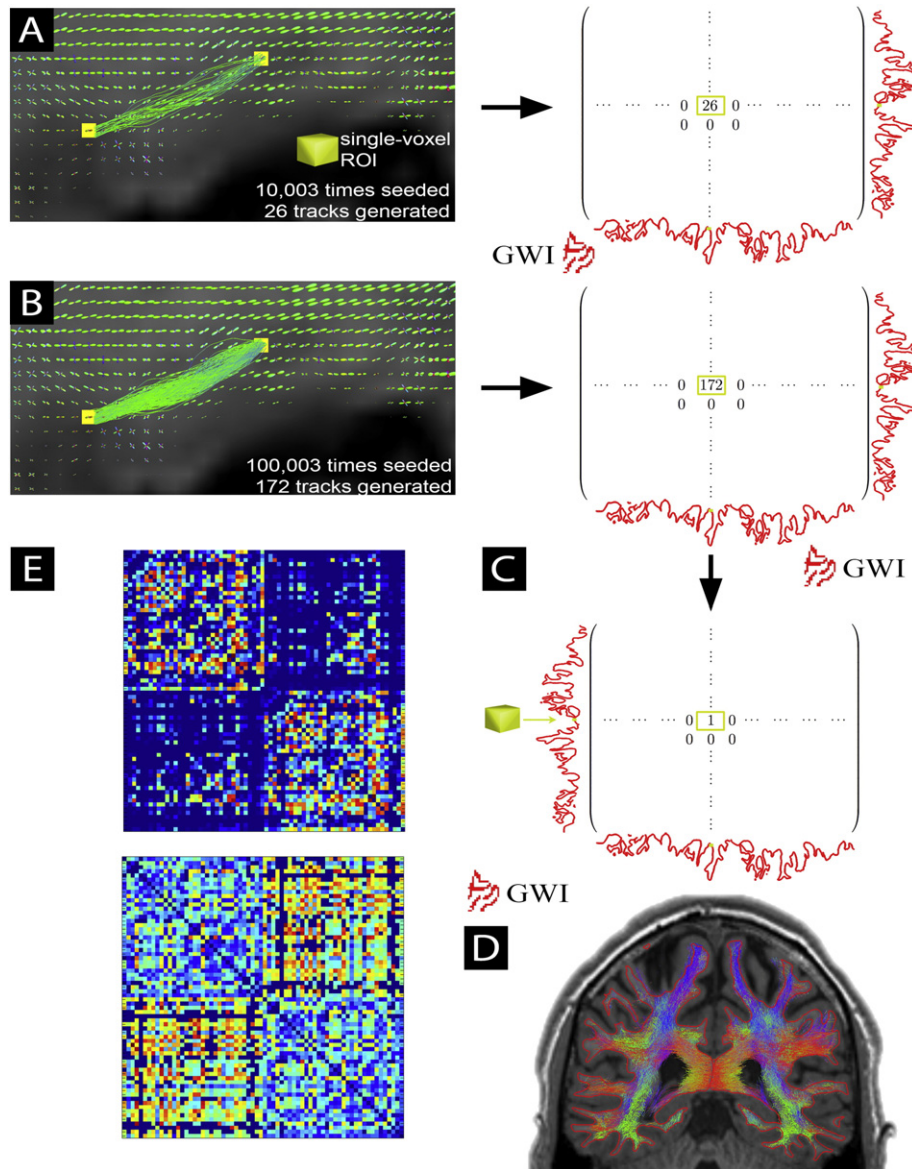 A
single-voxel
ROI
10,003 times seeded
26 tracks generated
0 26 0
0 0 0
GWI
B
100,003 times seeded
172 tracks generated
0 172 0
0 0 0
GWI
E
C
0 1 0
0 0 0
GWI
D